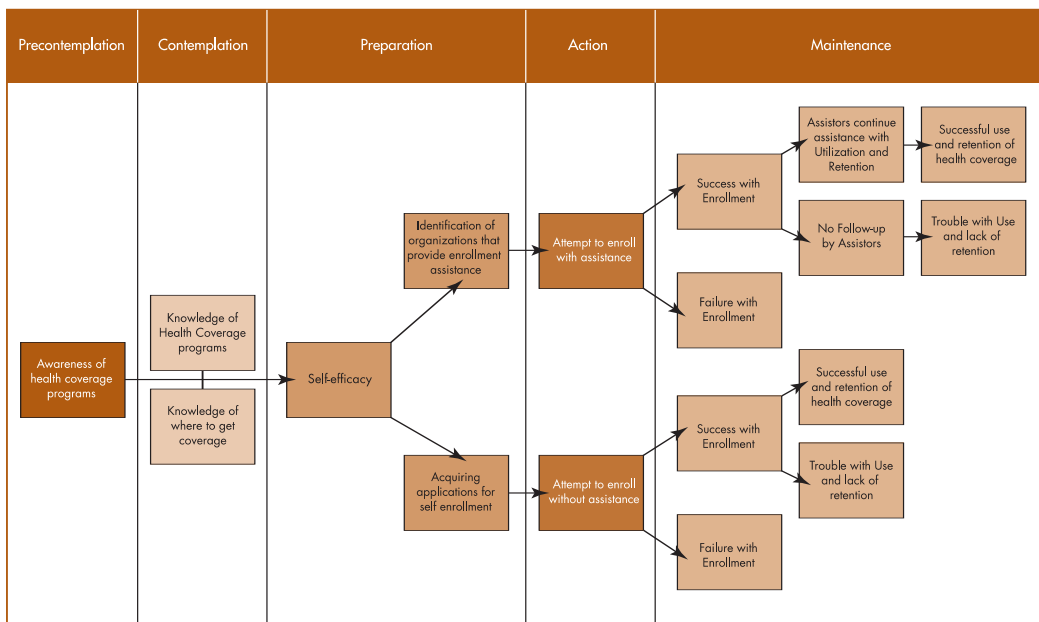 Precontemplation
Contemplation
Preparation
Action
Maintenance
Awareness of
health coverage
programs
Knowledge of
Health Coverage
programs
Knowledge of
where to get
coverage
Self-efficacy
Identification of
organizations that
provide enrollment
assistance
Acquiring
applications for
self enrollment
Attempt to enroll
with assistance
Attempt to enroll
without assistance
Success with
Enrollment
Failure with
Enrollment
Assistors continue
assistance with
Utilization and
Retention
Successful use
and retention of
health coverage
No Follow-up
by Assistors
Trouble with Use
and lack of
retention
Success with
Enrollment
Failure with
Enrollment
Successful use
and retention of
health coverage
Trouble with Use
and lack of
retention